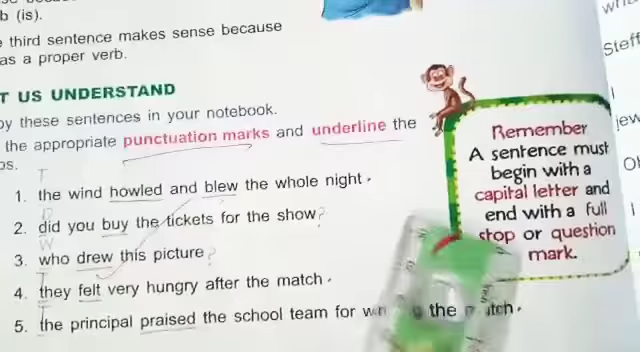 b (is).
third sentence makes sense because
as a proper verb.
T US UNDERSTAND
py these sentences in your notebook.
the appropriate punctuation marks and underline the
bs.
1. the wind howled and blew the whole night.
2. did you buy the tickets for the show?
3. who drew this picture?
4. they felt very hungry after the match.
5. the principal praised the school team for the match.
Remember
A sentence must
begin with a
capital letter and
end with a full
stop or question
mark.
Steff
jew